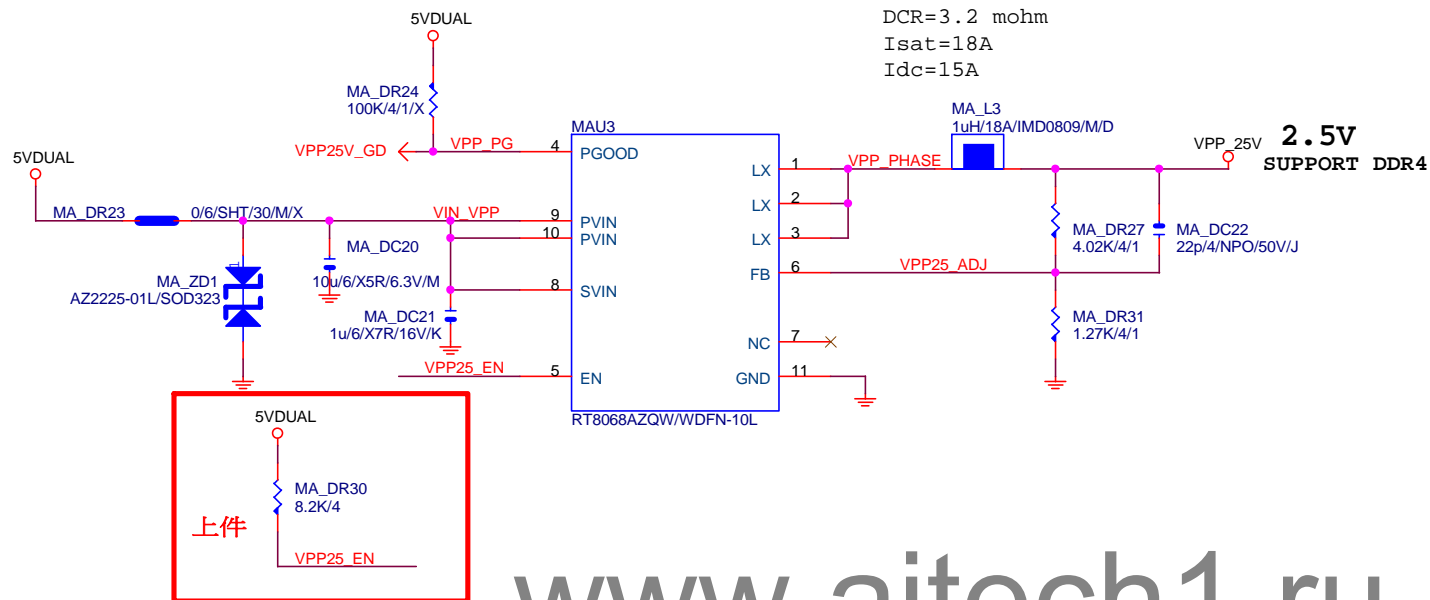 DCR=3.2 mohm
Isat=18A
Idc=15A
5VDUAL
MA_DR24
100K/4/1/X
VPP25V_GD
VPP_PG
4
PGOOD
MAU3
5VDUAL
MA_DR23
0/6/SHT/30/M/X
VIN_VPP
9
PVIN
10
PVIN
MA_DC20
10u/6/X5R/6.3V/M
MA_ZD1
AZ2225-01L/SOD323
8
SVIN
MA_DC21
1u/6/X7R/16V/K
VPP25_EN
5
EN
RT8068AZQW/WDFN-10L
LX
1
VPP_PHASE
LX
2
LX
3
FB
6
VPP25_ADJ
NC
7
GND
11
MA_L3
1uH/18A/IMD0809/M/D
VPP_25V
2.5V
SUPPORT DDR4
MA_DR27
4.02K/4/1
MA_DC22
22p/4/NPO/50V/J
MA_DR31
1.27K/4/1
5VDUAL
MA_DR30
8.2K/4
上件
VPP25_EN
www.aitech1.ru